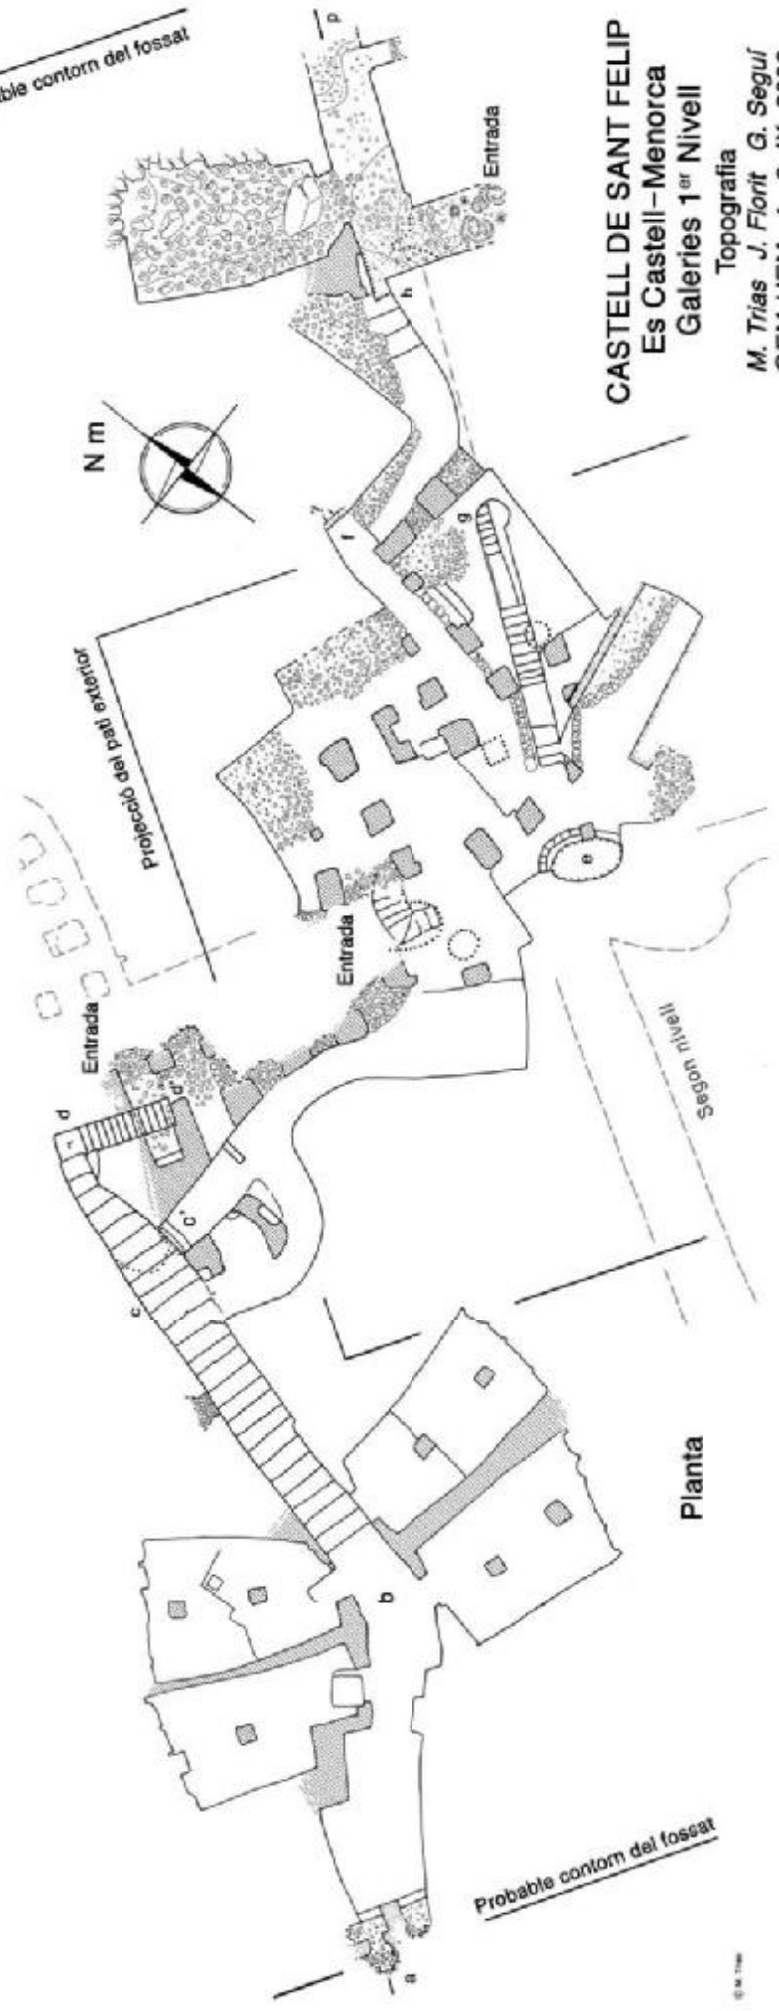 Probable contorn del fossat
p
Entrada
CASTELL DE SANT FELIP
Es Castell-Menorca
Galeries 1er Nivell
Topografia
M. Trias J. Florit G. Seguí
h
N m
?
f
g
Projecció del pati exterior
Entrada
e
Entrada
d
d'
c'
c
Segon nivell
Planta
b
Probable contorn del fossat
a
© M. Trias